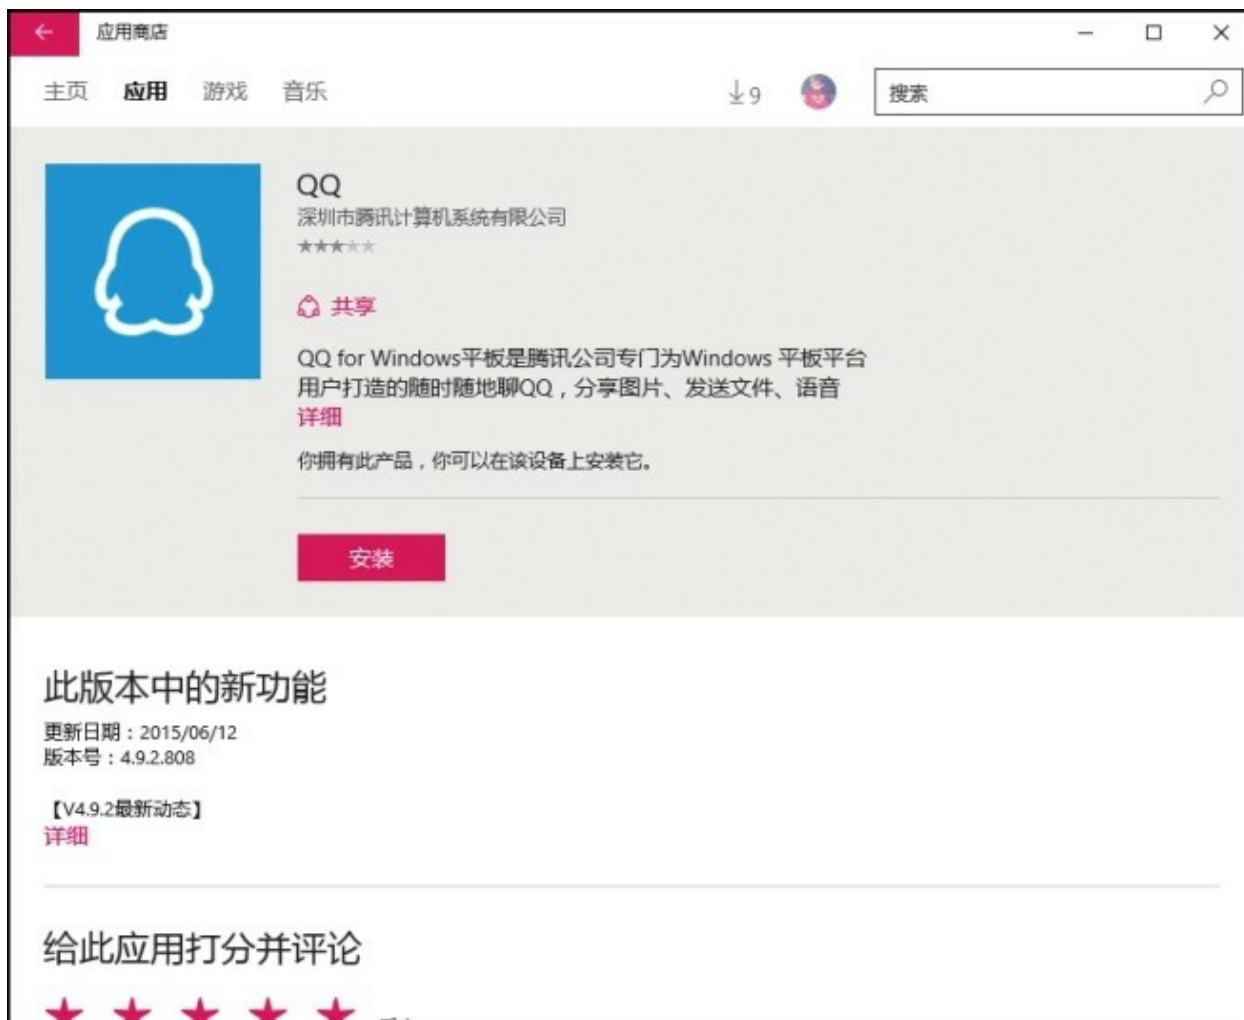 应用商店
主页 应用 游戏 音乐 9 搜索
QQ
深圳市腾讯计算机系统有限公司
共享
QQ for Windows平板是腾讯公司专门为Windows 平板平台
用户打造的随时随地聊QQ，分享图片、发送文件、语音
详细
你拥有此产品，你可以在该设备上安装它。
安装
此版本中的新功能
更新日期：2015/06/12
版本号：4.9.2.808
【V4.9.2最新动态】
详细
给此应用打分并评论